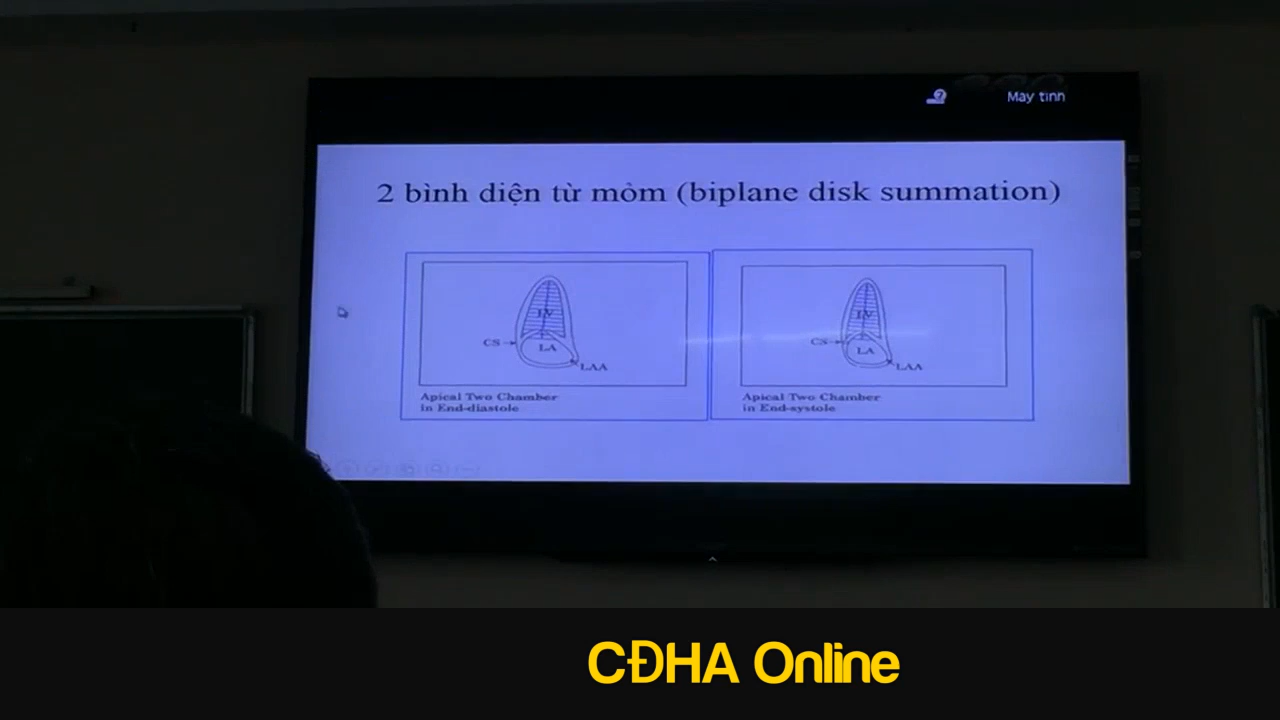 May tinh
2 bình diện từ mỏm (biplane disk summation)
LV
CS
LA
LAA
Apical Two Chamber
in End-diastole
LV
CS
LA
LAA
Apical Two Chamber
in End-systole
CĐHA Online